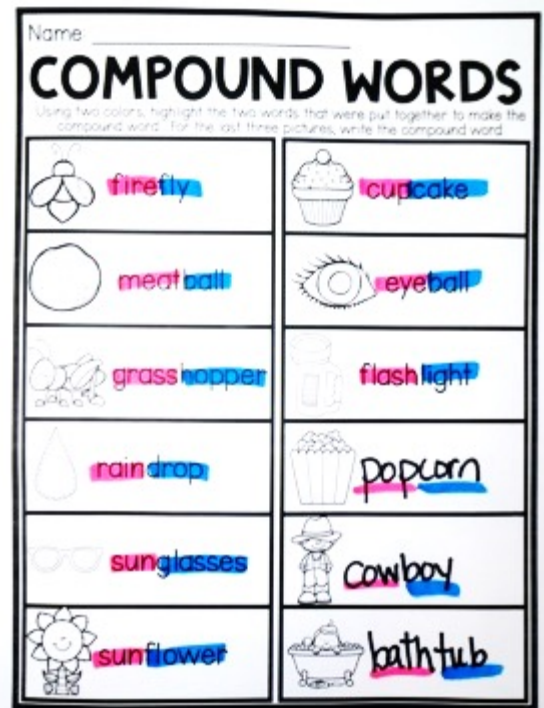 Name
COMPOUND WORDS
Using two colors, highlight the two words that were put together to make the
compound word. For the last three pictures, write the compound word.
firefly
cupcake
meatball
eyeball
grasshopper
flashlight
raindrop
popcorn
sunglasses
cowboy
sunflower
bathtub